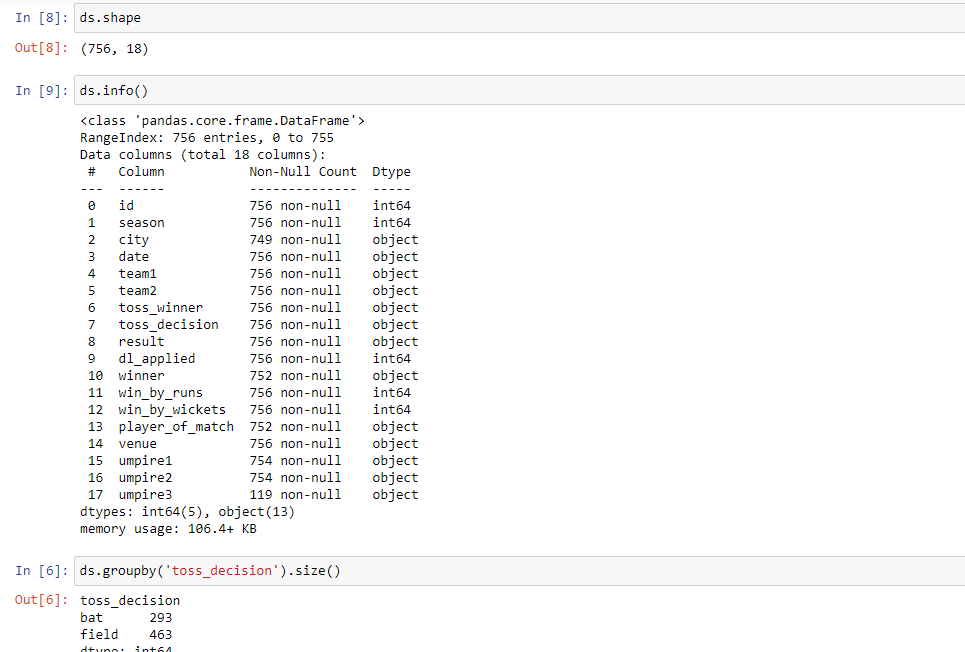 In [8]: ds.shape
Out[8]: (756, 18)
In [9]: ds.info()
<class 'pandas.core.frame.DataFrame'>
RangeIndex: 756 entries, 0 to 755
Data columns (total 18 columns):
 #   Column           Non-Null Count  Dtype
---  ------           --------------  -----
 0   id               756 non-null    int64
 1   season           756 non-null    int64
 2   city             749 non-null    object
 3   date             756 non-null    object
 4   team1            756 non-null    object
 5   team2            756 non-null    object
 6   toss_winner      756 non-null    object
 7   toss_decision    756 non-null    object
 8   result           756 non-null    object
 9   dl_applied       756 non-null    int64
 10  winner           752 non-null    object
 11  win_by_runs      756 non-null    int64
 12  win_by_wickets   756 non-null    int64
 13  player_of_match  752 non-null    object
 14  venue            756 non-null    object
 15  umpire1          754 non-null    object
 16  umpire2          754 non-null    object
 17  umpire3          119 non-null    object
dtypes: int64(5), object(13)
memory usage: 106.4+ KB
In [6]: ds.groupby('toss_decision').size()
Out[6]: toss_decision
bat      293
field    463
dtype: int64